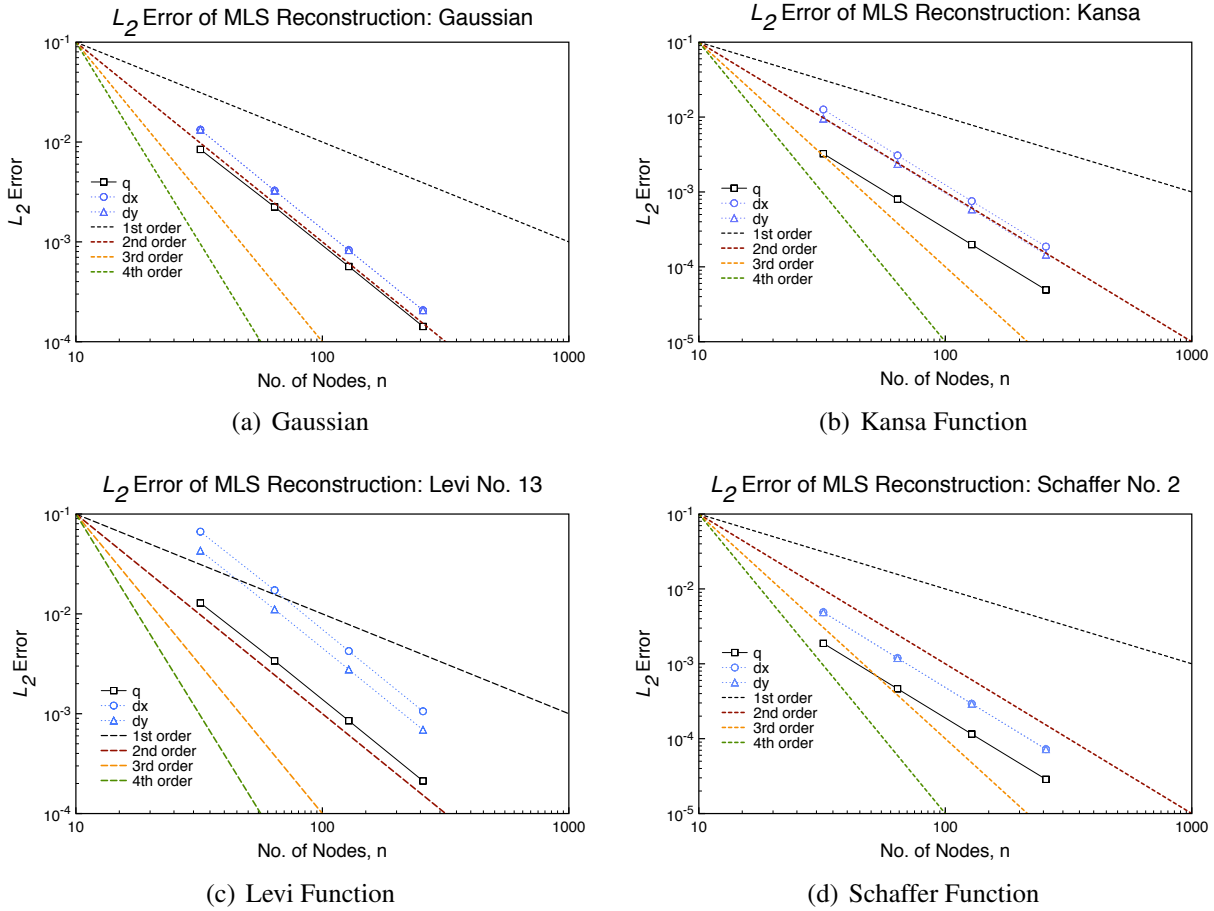 L2 Error of MLS Reconstruction: Gaussian
10-1
10-2
10-3
10-4
L2 Error
q
dx
dy
1st order
2nd order
3rd order
4th order
10
100
1000
No. of Nodes, n
(a) Gaussian
L2 Error of MLS Reconstruction: Kansa
10-1
10-2
10-3
10-4
10-5
L2 Error
q
dx
dy
1st order
2nd order
3rd order
4th order
10
100
1000
No. of Nodes, n
(b) Kansa Function
L2 Error of MLS Reconstruction: Levi No. 13
10-1
10-2
10-3
10-4
L2 Error
q
dx
dy
1st order
2nd order
3rd order
4th order
10
100
1000
No. of Nodes, n
(c) Levi Function
L2 Error of MLS Reconstruction: Schaffer No. 2
10-1
10-2
10-3
10-4
10-5
L2 Error
q
dx
dy
1st order
2nd order
3rd order
4th order
10
100
1000
No. of Nodes, n
(d) Schaffer Function